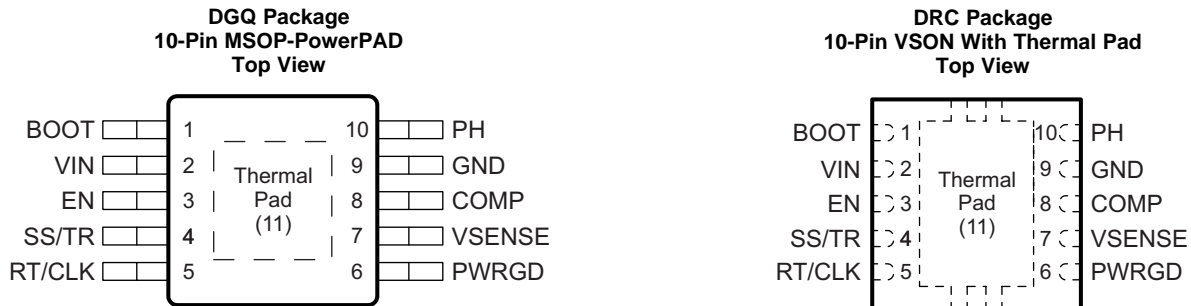 DGQ Package
10-Pin MSOP-PowerPAD
Top View
BOOT 1 10 PH
VIN 2 9 GND
EN 3 8 COMP
SS/TR 4 7 VSENSE
RT/CLK 5 6 PWRGD
Thermal
Pad
(11)
DRC Package
10-Pin VSON With Thermal Pad
Top View
BOOT 1 10 PH
VIN 2 9 GND
EN 3 8 COMP
SS/TR 4 7 VSENSE
RT/CLK 5 6 PWRGD
Thermal
Pad
(11)